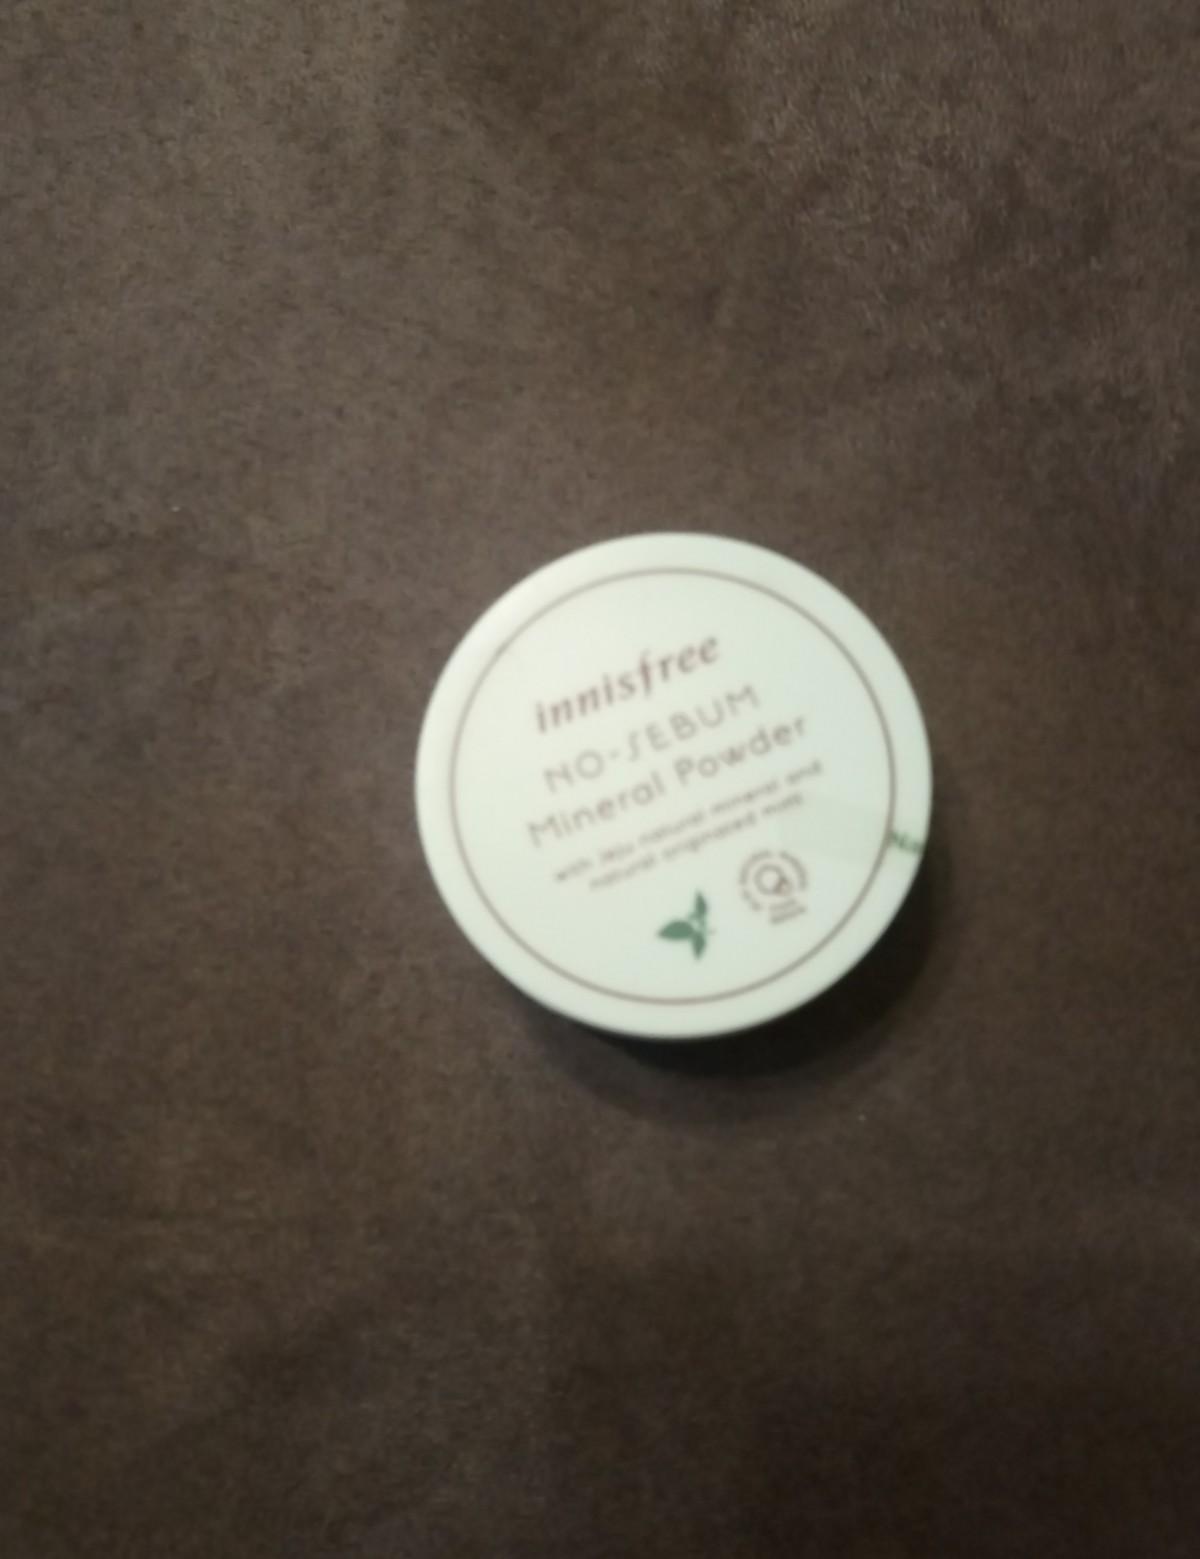 innisfree
NO-SEBUM
Mineral Powder
with Jeju natural mineral and
natural originated mint